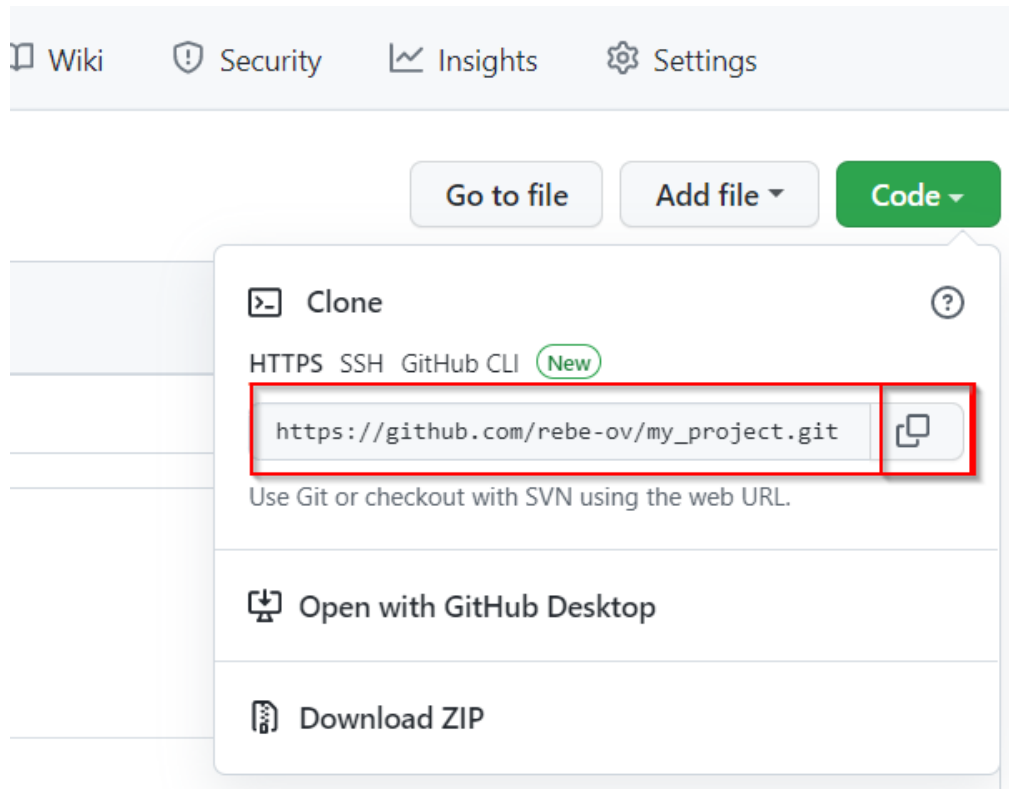 Wiki Security Insights Settings
Go to file Add file Code
Clone
HTTPS SSH GitHub CLI New
https://github.com/rebe-ov/my_project.git
Use Git or checkout with SVN using the web URL.
Open with GitHub Desktop
Download ZIP